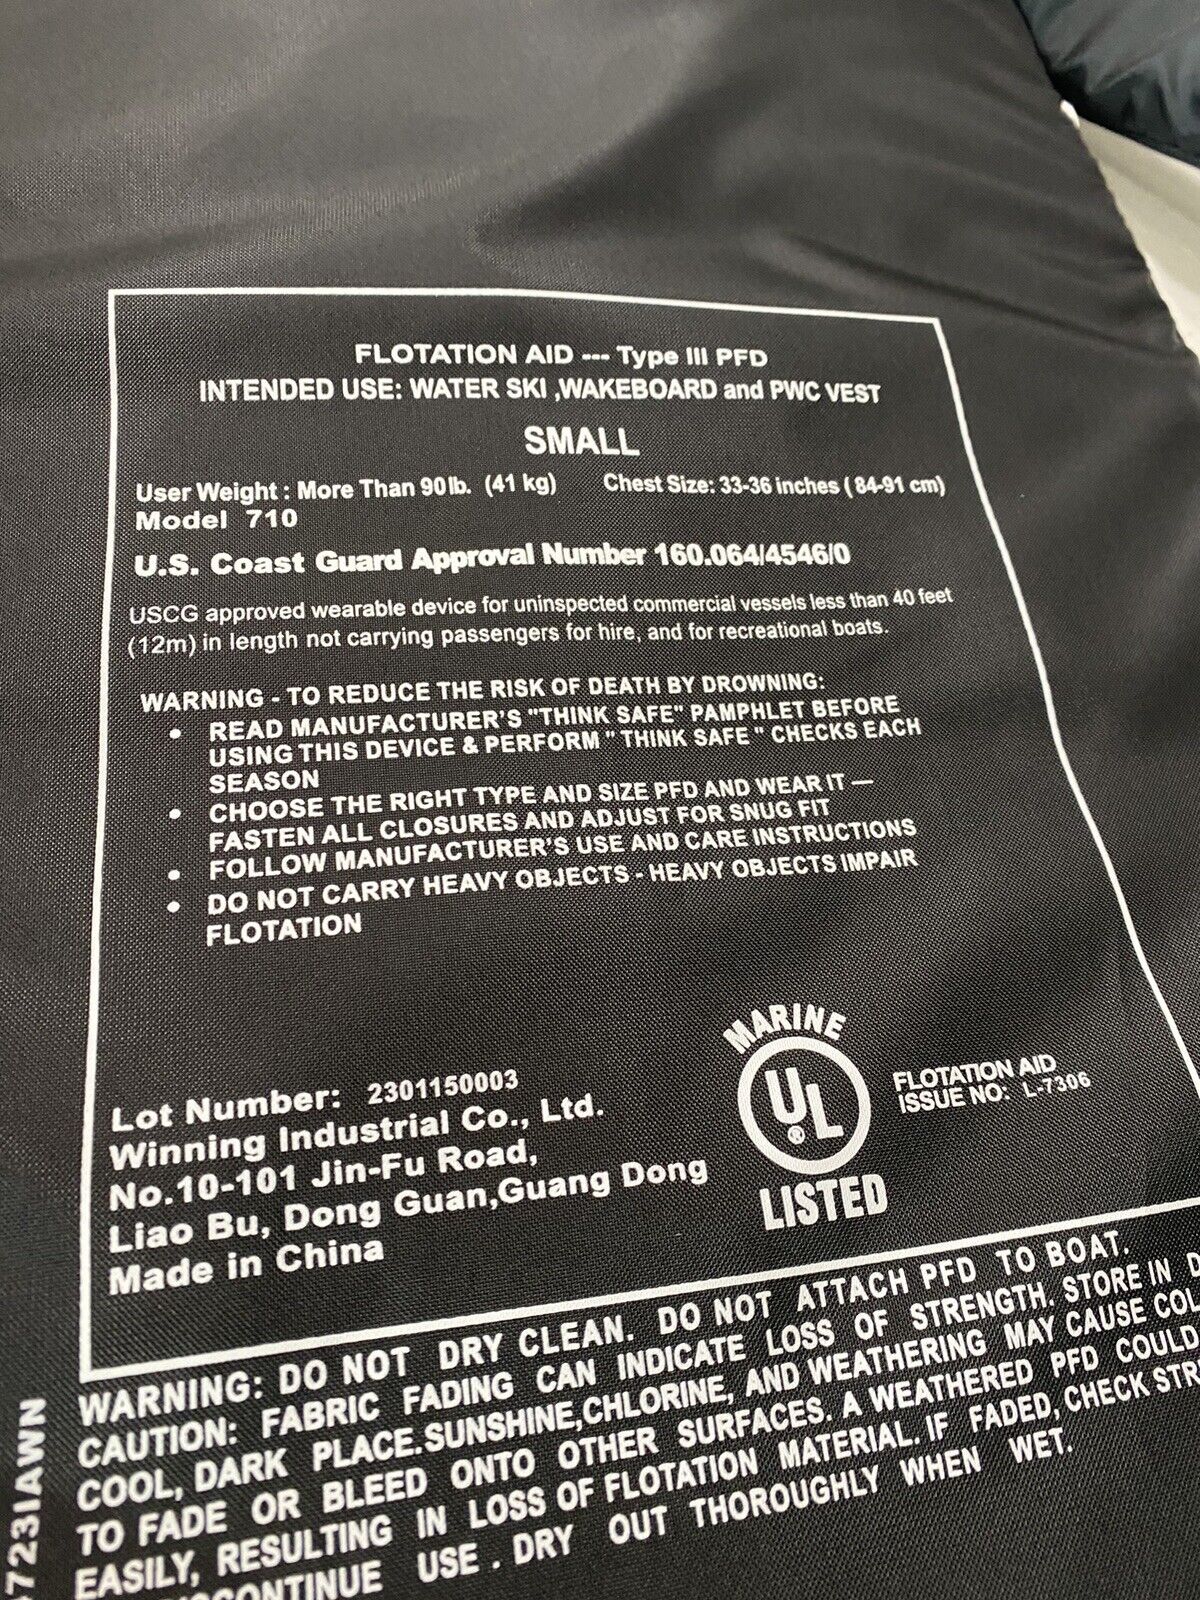 FLOTATION AID --- Type III PFD
INTENDED USE: WATER SKI ,WAKEBOARD and PWC VEST
SMALL
User Weight : More Than 90lb. (41 kg) Chest Size: 33-36 inches ( 84-91 cm)
Model 710
U.S. Coast Guard Approval Number 160.064/4546/0
USCG approved wearable device for uninspected commercial vessels less than 40 feet
(12m) in length not carrying passengers for hire, and for recreational boats.
WARNING - TO REDUCE THE RISK OF DEATH BY DROWNING:
• READ MANUFACTURER'S "THINK SAFE" PAMPHLET BEFORE
USING THIS DEVICE & PERFORM " THINK SAFE " CHECKS EACH
SEASON
• CHOOSE THE RIGHT TYPE AND SIZE PFD AND WEAR IT —
FASTEN ALL CLOSURES AND ADJUST FOR SNUG FIT
• FOLLOW MANUFACTURER'S USE AND CARE INSTRUCTIONS
• DO NOT CARRY HEAVY OBJECTS - HEAVY OBJECTS IMPAIR
FLOTATION
Lot Number: 2301150003
Winning Industrial Co., Ltd.
No.10-101 Jin-Fu Road,
Liao Bu, Dong Guan,Guang Dong
Made in China
MARINE
UL
®
LISTED
FLOTATION AID
ISSUE NO: L-7306
WARNING: DO NOT DRY CLEAN. DO NOT ATTACH PFD TO BOAT.
CAUTION: FABRIC FADING CAN INDICATE LOSS OF STRENGTH. STORE IN
COOL, DARK PLACE.SUNSHINE,CHLORINE, AND WEATHERING MAY CAUSE
TO FADE OR BLEED ONTO OTHER SURFACES. A WEATHERED PFD COULD
EASILY, RESULTING IN LOSS OF FLOTATION MATERIAL. IF FADED, CHECK
USE . DRY OUT THOROUGHLY WHEN WET.
723IAWN